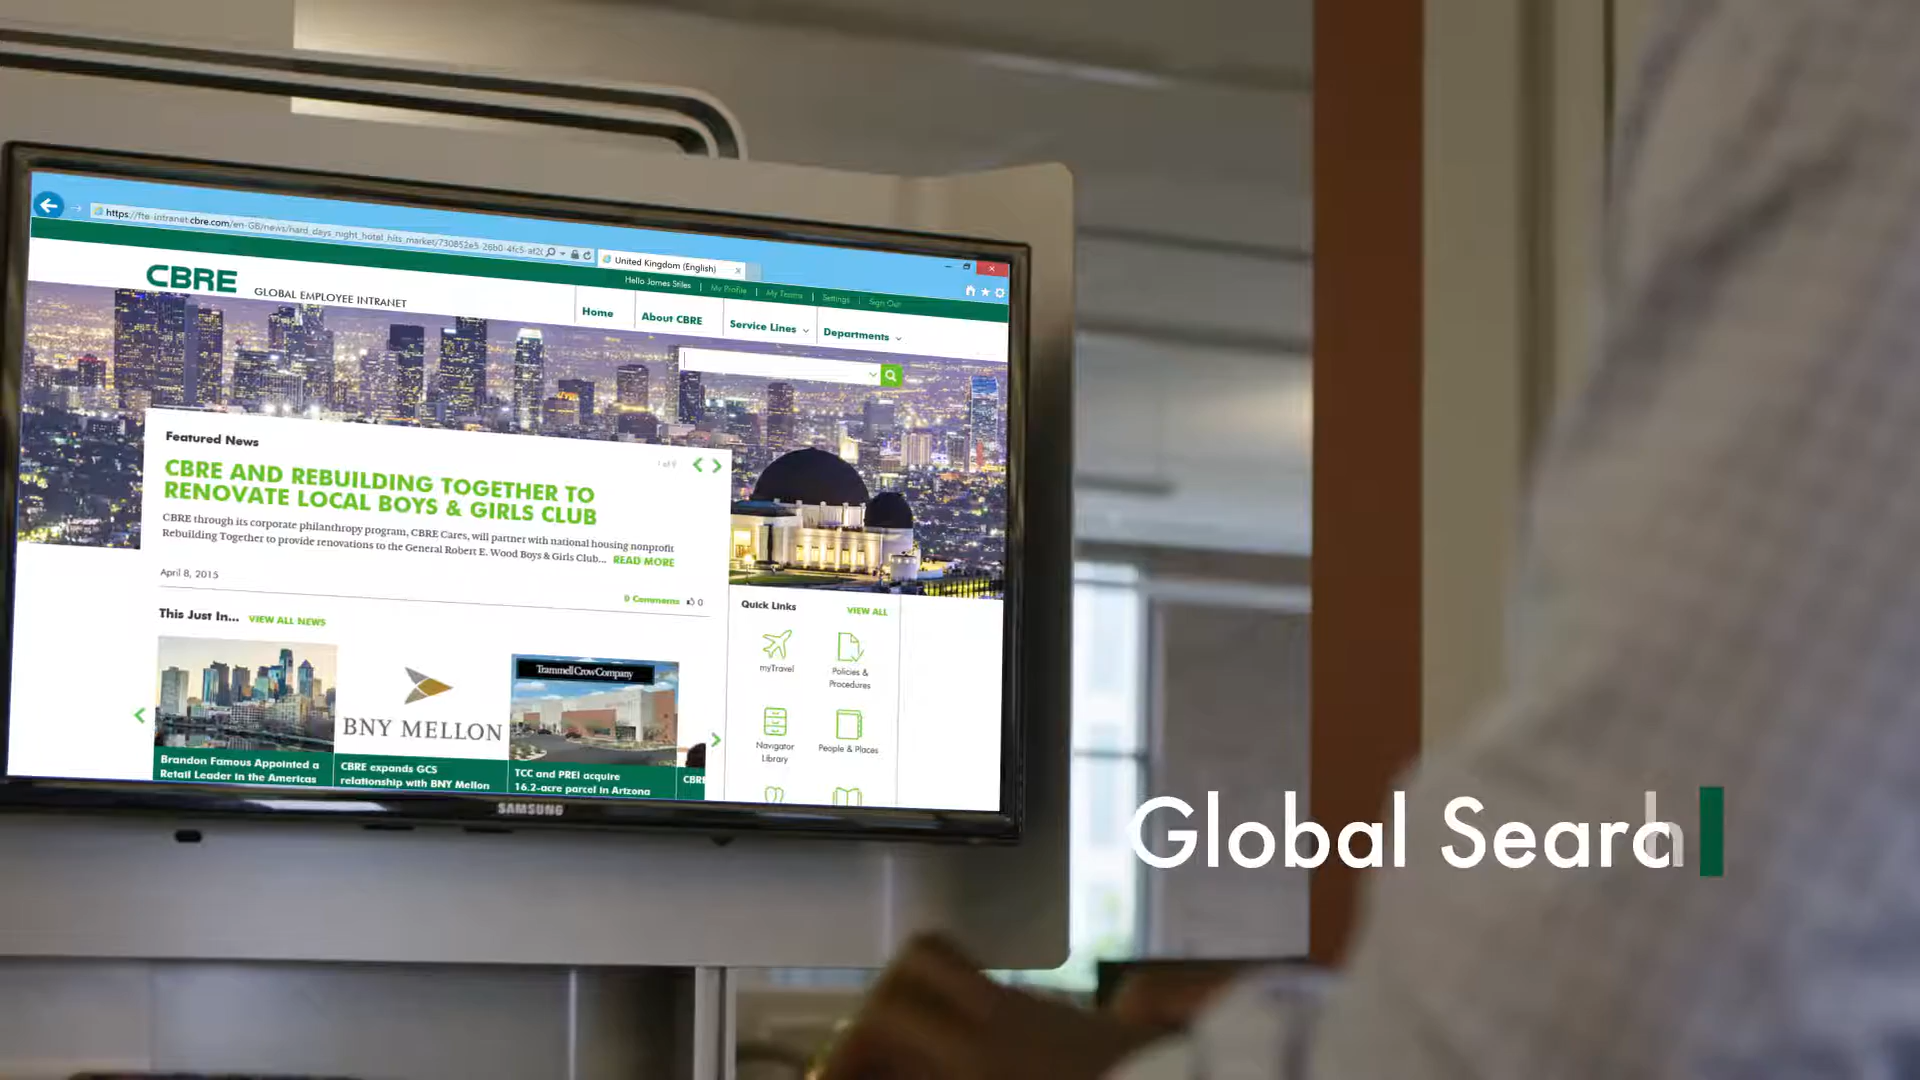 https://fte-intranet.cbre.com/en-GB/news/hard_days_night_hotel_hits_market/730852e5-26b0-4fc5-af2
United Kingdom (English)
Hello James Stiles | My Profile | My Teams | Settings | Sign Out
CBRE GLOBAL EMPLOYEE INTRANET
Home About CBRE Service Lines Departments
Featured News
1 of 9
CBRE AND REBUILDING TOGETHER TO
RENOVATE LOCAL BOYS & GIRLS CLUB
CBRE through its corporate philanthropy program, CBRE Cares, will partner with national housing nonprofit
Rebuilding Together to provide renovations to the General Robert E. Wood Boys & Girls Club... READ MORE
April 8, 2015
0 Comments 0
This Just In... VIEW ALL NEWS
Brandon Famous Appointed a
Retail Leader in the Americas
BNY MELLON
CBRE expands GCS
relationship with BNY Mellon
Trammell Crow Company
TCC and PREI acquire
16.2-acre parcel in Arizona
CBRE
Quick Links VIEW ALL
myTravel
Policies &
Procedures
Navigator
Library
People & Places
SAMSUNG
Global Search